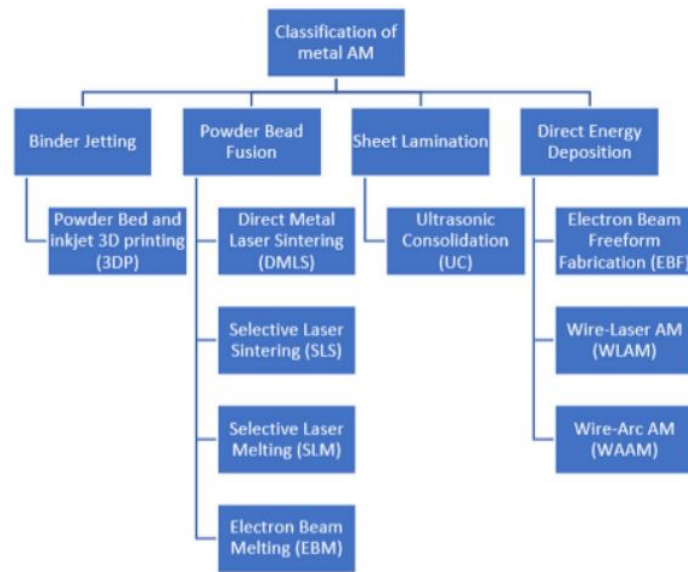 Classification of
metal AM
Binder Jetting
Powder Bead
Fusion
Sheet Lamination
Direct Energy
Deposition
Powder Bed and
inkjet 3D printing
(3DP)
Direct Metal
Laser Sintering
(DMLS)
Ultrasonic
Consolidation
(UC)
Electron Beam
Freeform
Fabrication (EBF)
Selective Laser
Sintering (SLS)
Wire-Laser AM
(WLAM)
Selective Laser
Melting (SLM)
Wire-Arc AM
(WAAM)
Electron Beam
Melting (EBM)